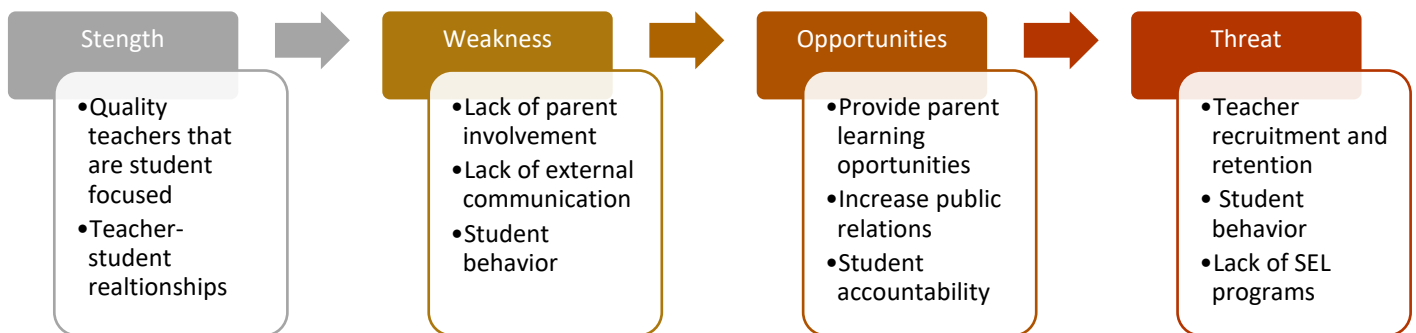 Stength
•Quality
teachers that
are student
focused
•Teacher-
student
realtionships
Weakness
•Lack of parent
involvement
•Lack of external
communication
•Student
behavior
Opportunities
•Provide parent
learning
oportunities
•Increase public
relations
•Student
accountability
Threat
•Teacher
recruitment and
retention
• Student
behavior
•Lack of SEL
programs